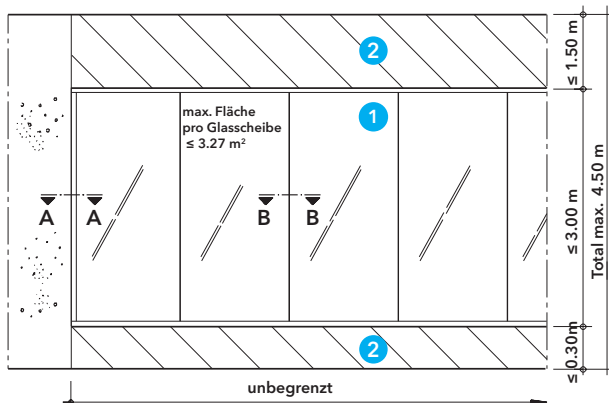 2
≤ 1.50 m
max. Fläche
pro Glasscheibe
≤ 3.27 m²
1
A
A
B
B
≤ 3.00 m
Total max. 4.50 m
2
≤ 0.30 m
unbegrenzt